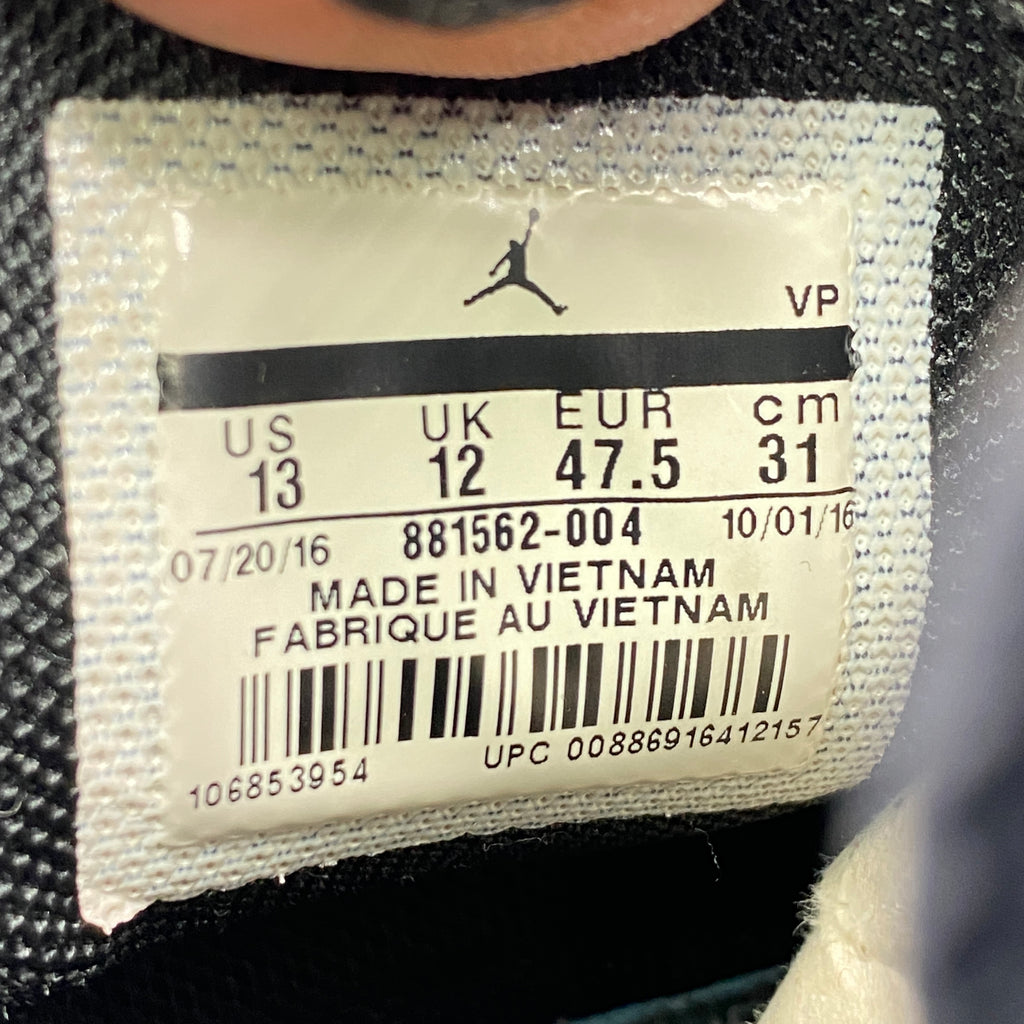 VP
US UK EUR cm
13 12 47.5 31
07/20/16 881562-004 10/01/16
MADE IN VIETNAM
FABRIQUE AU VIETNAM
106853954 UPC 00886916412157